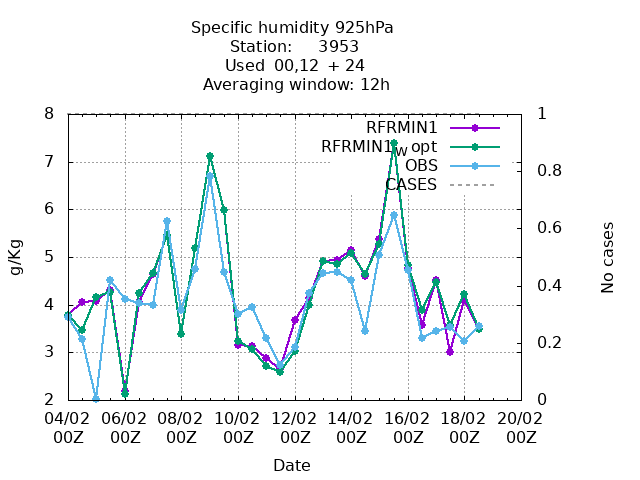 Specific humidity 925hPa
Station: 3953
Used 00,12 + 24
Averaging window: 12h
RFRMIN1
RFRMIN1w opt
OBS
CASES
8
7
6
5
4
3
2
1
0.8
0.6
0.4
0.2
0
g/Kg
No cases
04/02 06/02 08/02 10/02 12/02 14/02 16/02 18/02 20/02
00Z 00Z 00Z 00Z 00Z 00Z 00Z 00Z 00Z
Date